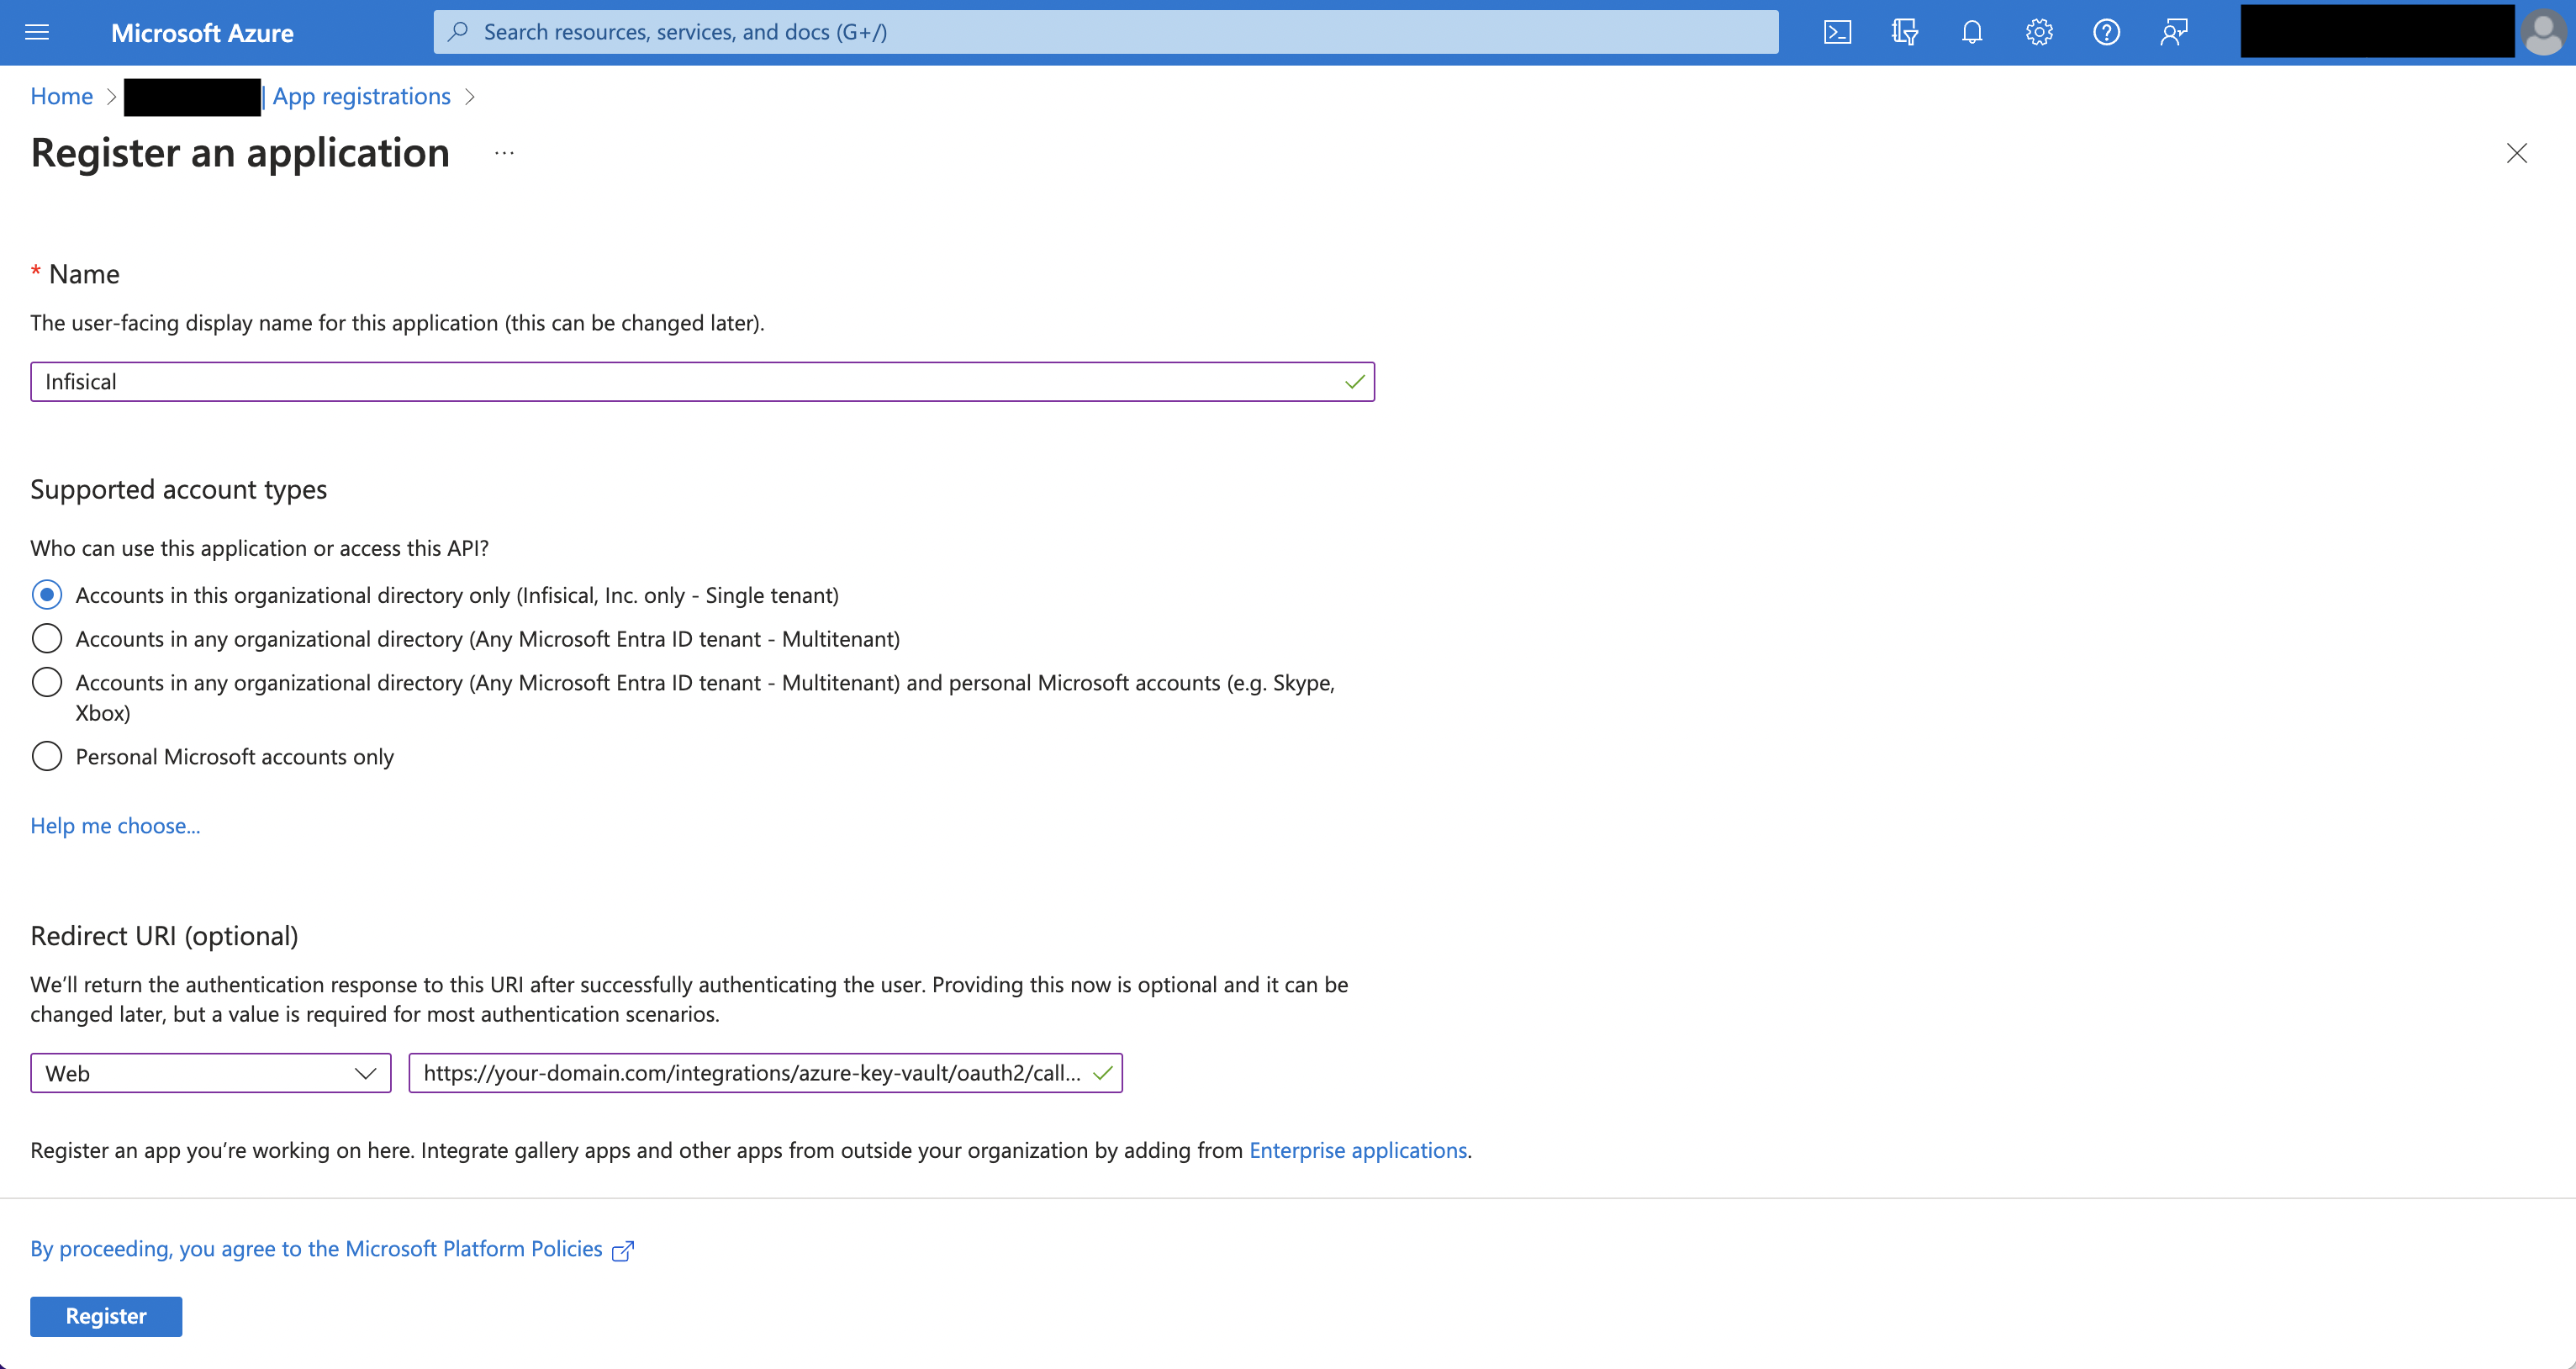 Microsoft Azure
Search resources, services, and docs (G+/)
Home > | App registrations >
Register an application ...
* Name
The user-facing display name for this application (this can be changed later).
Infisical
Supported account types
Who can use this application or access this API?
Accounts in this organizational directory only (Infisical, Inc. only - Single tenant)
Accounts in any organizational directory (Any Microsoft Entra ID tenant - Multitenant)
Accounts in any organizational directory (Any Microsoft Entra ID tenant - Multitenant) and personal Microsoft accounts (e.g. Skype,
Xbox)
Personal Microsoft accounts only
Help me choose...
Redirect URI (optional)
We’ll return the authentication response to this URI after successfully authenticating the user. Providing this now is optional and it can be
changed later, but a value is required for most authentication scenarios.
Web
https://your-domain.com/integrations/azure-key-vault/oauth2/call...
Register an app you’re working on here. Integrate gallery apps and other apps from outside your organization by adding from Enterprise applications.
By proceeding, you agree to the Microsoft Platform Policies
Register